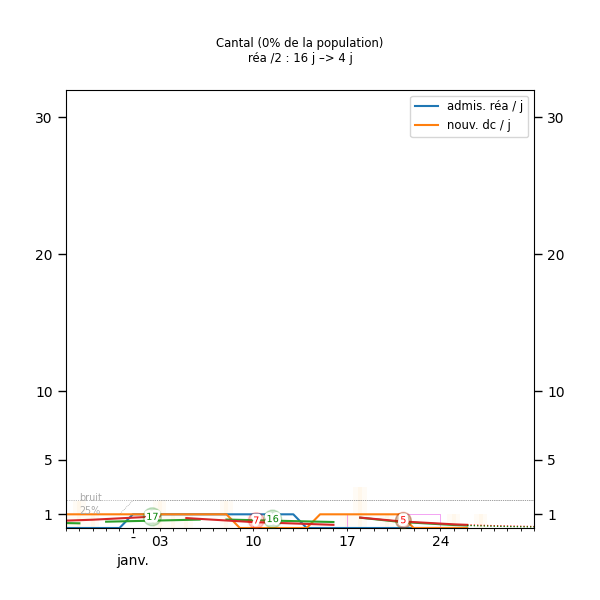 Cantal (0% de la population)
réa /2 : 16 j –> 4 j
admis. réa / j
nouv. dc / j
30 30
20 20
10 10
5 5
bruit
25%
1 1
17 7 16 5
- 03 10 17 24
janv.